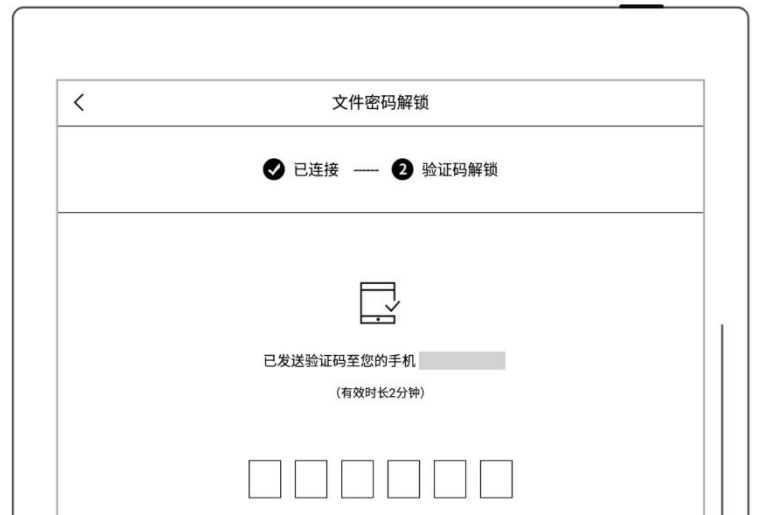 文件密码解锁
已连接 ----- 2 验证码解锁
已发送验证码至您的手机
（有效时长2分钟）